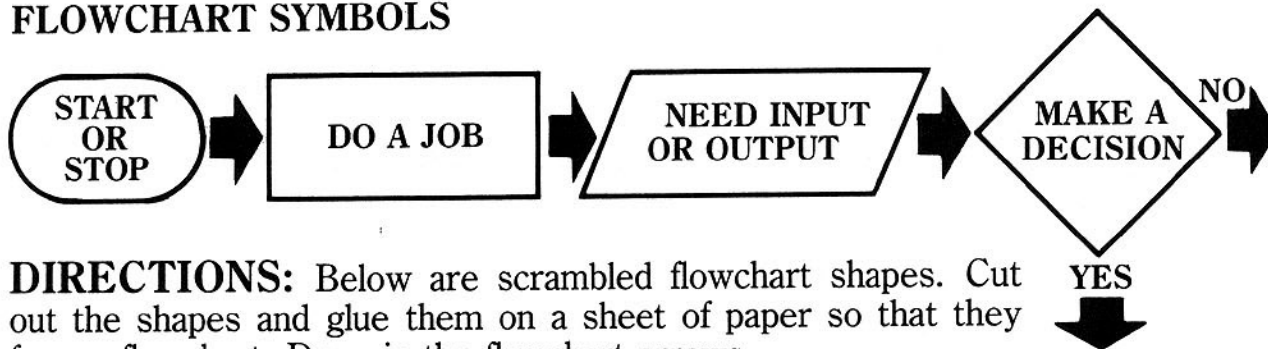 FLOWCHART SYMBOLS
START
OR
STOP
DO A JOB
NEED INPUT
OR OUTPUT
MAKE A
DECISION
NO
YES
DIRECTIONS: Below are scrambled flowchart shapes. Cut
out the shapes and glue them on a sheet of paper so that they